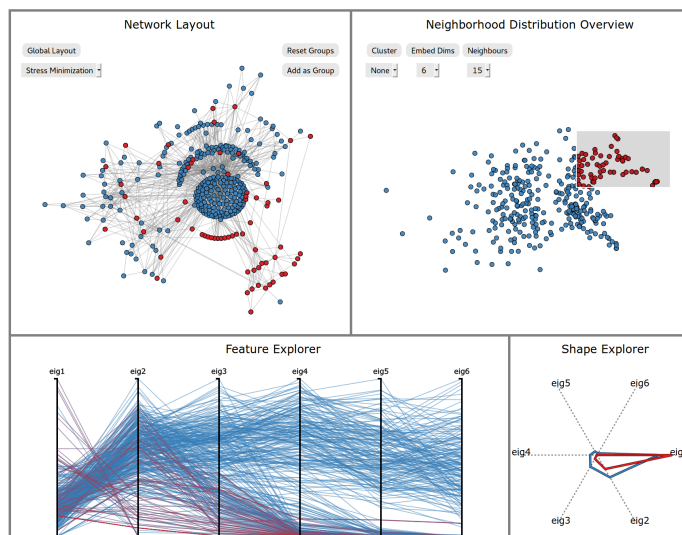 Network Layout
Global Layout
Reset Groups
Stress Minimization
Add as Group
Neighborhood Distribution Overview
Cluster Embed Dims Neighbours
None 6 15
Feature Explorer
eig1 eig2 eig3 eig4 eig5 eig6
Shape Explorer
eig5 eig6
eig4 eig
eig3 eig2